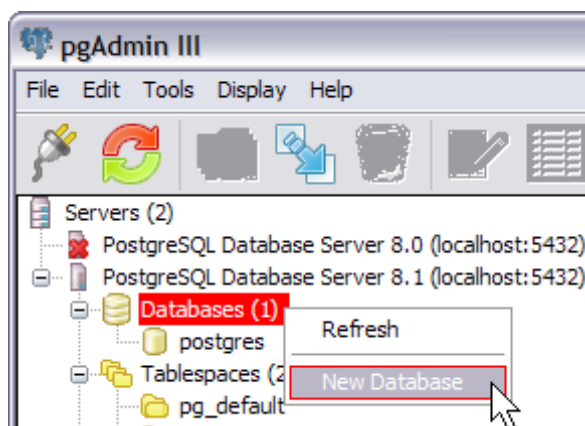 pgAdmin III
File Edit Tools Display Help
Servers (2)
PostgreSQL Database Server 8.0 (localhost:5432)
PostgreSQL Database Server 8.1 (localhost:5432)
Databases (1)
postgres
Refresh
Tablespaces (2
New Database
pg_default